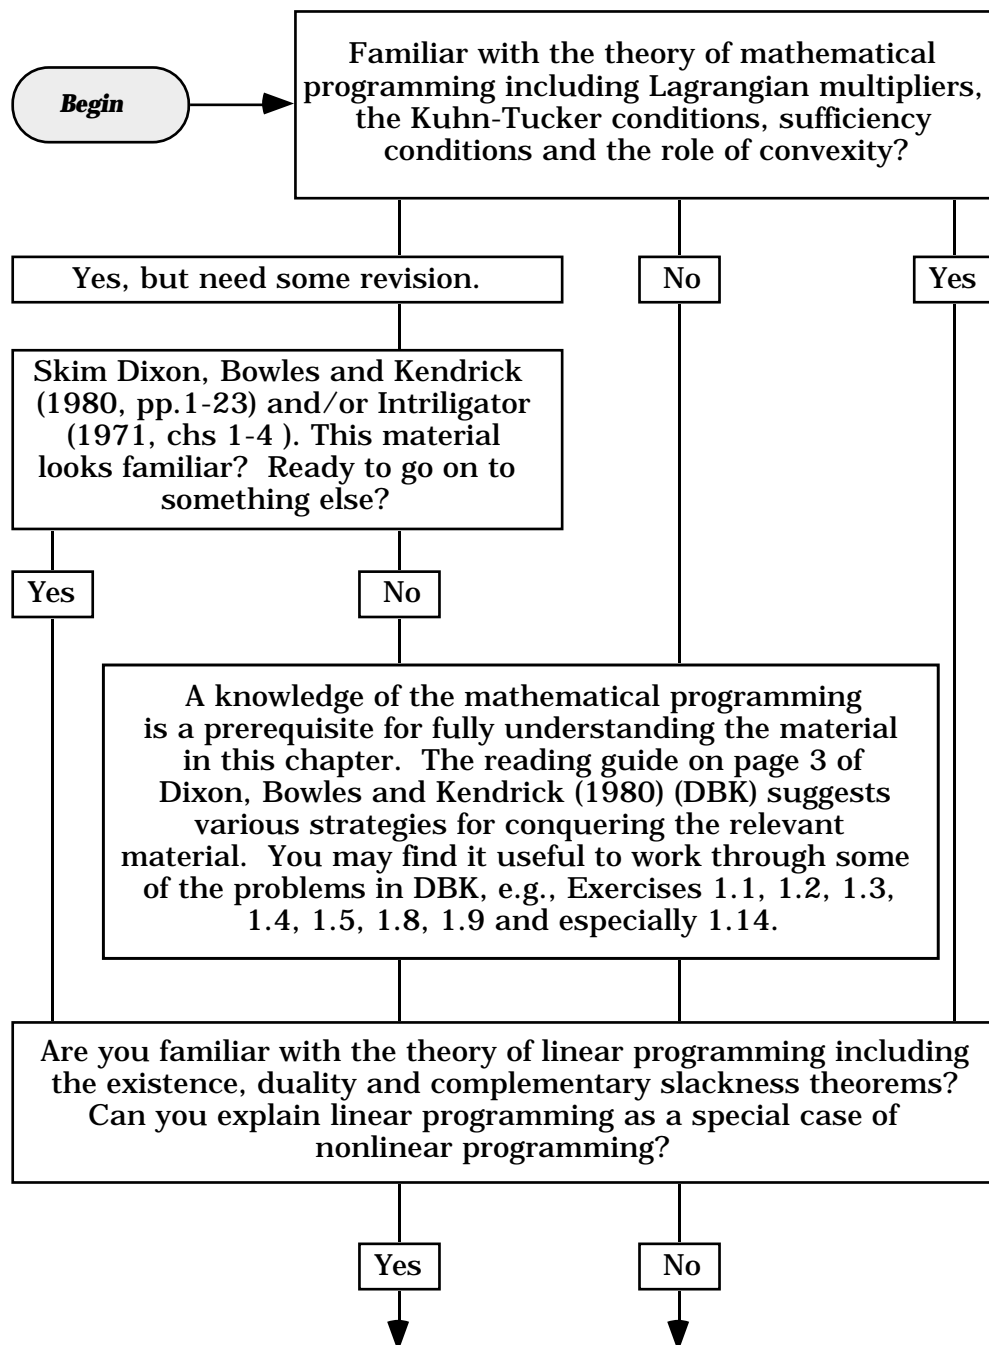 Begin
Familiar with the theory of mathematical
programming including Lagrangian multipliers,
the Kuhn-Tucker conditions, sufficiency
conditions and the role of convexity?
Yes, but need some revision.
No
Yes
Skim Dixon, Bowles and Kendrick
(1980, pp.1-23) and/or Intriligator
(1971, chs 1-4 ). This material
looks familiar? Ready to go on to
something else?
Yes
No
A knowledge of the mathematical programming
is a prerequisite for fully understanding the material
in this chapter. The reading guide on page 3 of
Dixon, Bowles and Kendrick (1980) (DBK) suggests
various strategies for conquering the relevant
material. You may find it useful to work through some
of the problems in DBK, e.g., Exercises 1.1, 1.2, 1.3,
1.4, 1.5, 1.8, 1.9 and especially 1.14.
Are you familiar with the theory of linear programming including
the existence, duality and complementary slackness theorems?
Can you explain linear programming as a special case of
nonlinear programming?
Yes
No